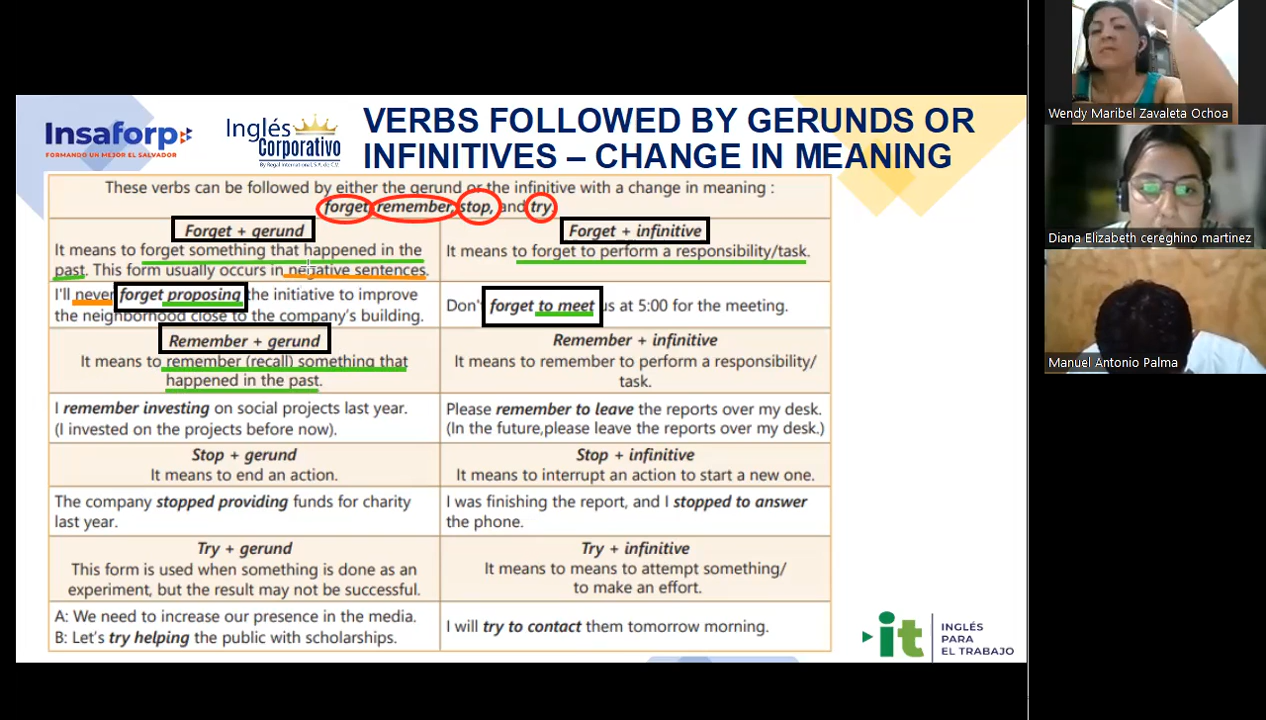 Insaforp
FORMANDO UN MEJOR EL SALVADOR
Inglés
Corporativo
VERBS FOLLOWED BY GERUNDS OR
INFINITIVES – CHANGE IN MEANING
These verbs can be followed by either the gerund or the infinitive with a change in meaning :
forget, remember, stop, and try
Forget + gerund
It means to forget something that happened in the
past. This form usually occurs in negative sentences.
Forget + infinitive
It means to forget to perform a responsibility/task.
I'll never forget proposing the initiative to improve
the neighborhood close to the company's building.
Don' forget to meet us at 5:00 for the meeting.
Remember + gerund
It means to remember (recall) something that
happened in the past.
Remember + infinitive
It means to remember to perform a responsibility/
task.
I remember investing on social projects last year.
(I invested on the projects before now).
Please remember to leave the reports over my desk.
(In the future,please leave the reports over my desk.)
Stop + gerund
It means to end an action.
Stop + infinitive
It means to interrupt an action to start a new one.
The company stopped providing funds for charity
last year.
I was finishing the report, and I stopped to answer
the phone.
Try + gerund
This form is used when something is done as an
experiment, but the result may not be successful.
Try + infinitive
It means to means to attempt something/
to make an effort.
A: We need to increase our presence in the media.
B: Let's try helping the public with scholarships.
I will try to contact them tomorrow morning.
it
INGLÉS
PARA
EL TRABAJO
Wendy Maribel Zavaleta Ochoa
Diana Elizabeth cereghino martinez
Manuel Antonio Palma